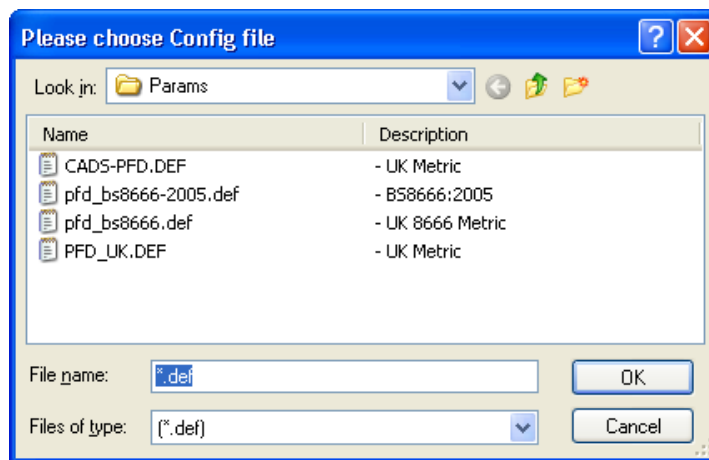 Please choose Config file
Look in: Params
Name Description
CADS-PFD.DEF - UK Metric
pfd_bs8666-2005.def - BS8666:2005
pfd_bs8666.def - UK 8666 Metric
PFD_UK.DEF - UK Metric
File name: *.def OK
Files of type: (*.def) Cancel